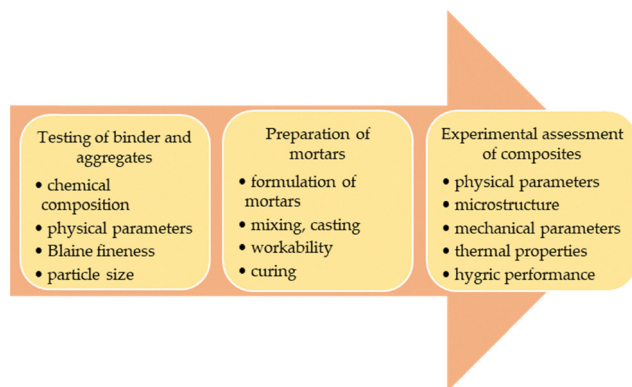 Testing of binder and
aggregates
• chemical
composition
• physical parameters
• Blaine fineness
• particle size
Preparation of
mortars
• formulation of
mortars
• mixing, casting
• workability
• curing
Experimental assessment
of composites
• physical parameters
• microstructure
• mechanical parameters
• thermal properties
• hygric performance